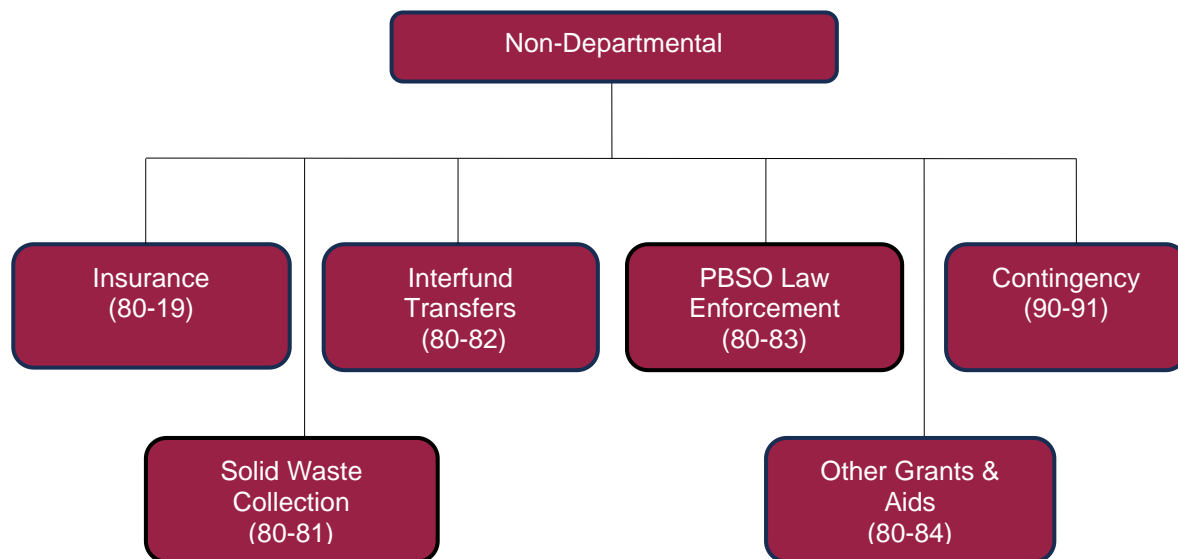 Non-Departmental
Insurance
(80-19)
Interfund
Transfers
(80-82)
PBSO Law
Enforcement
(80-83)
Contingency
(90-91)
Solid Waste
Collection
(80-81)
Other Grants &
Aids
(80-84)